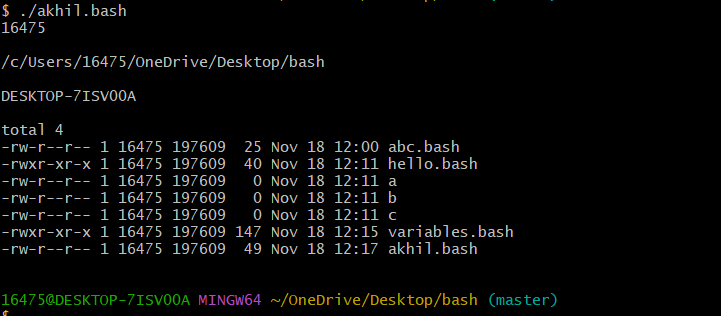 $ ./akhil.bash
16475
/c/Users/16475/OneDrive/Desktop/bash
DESKTOP-7ISV00A
total 4
-rw-r--r-- 1 16475 197609  25 Nov 18 12:00 abc.bash
-rwxr-xr-x 1 16475 197609  40 Nov 18 12:11 hello.bash
-rw-r--r-- 1 16475 197609   0 Nov 18 12:11 a
-rw-r--r-- 1 16475 197609   0 Nov 18 12:11 b
-rw-r--r-- 1 16475 197609   0 Nov 18 12:11 c
-rwxr-xr-x 1 16475 197609 147 Nov 18 12:15 variables.bash
-rw-r--r-- 1 16475 197609  49 Nov 18 12:17 akhil.bash
16475@DESKTOP-7ISV00A MINGW64 ~/OneDrive/Desktop/bash (master)
$